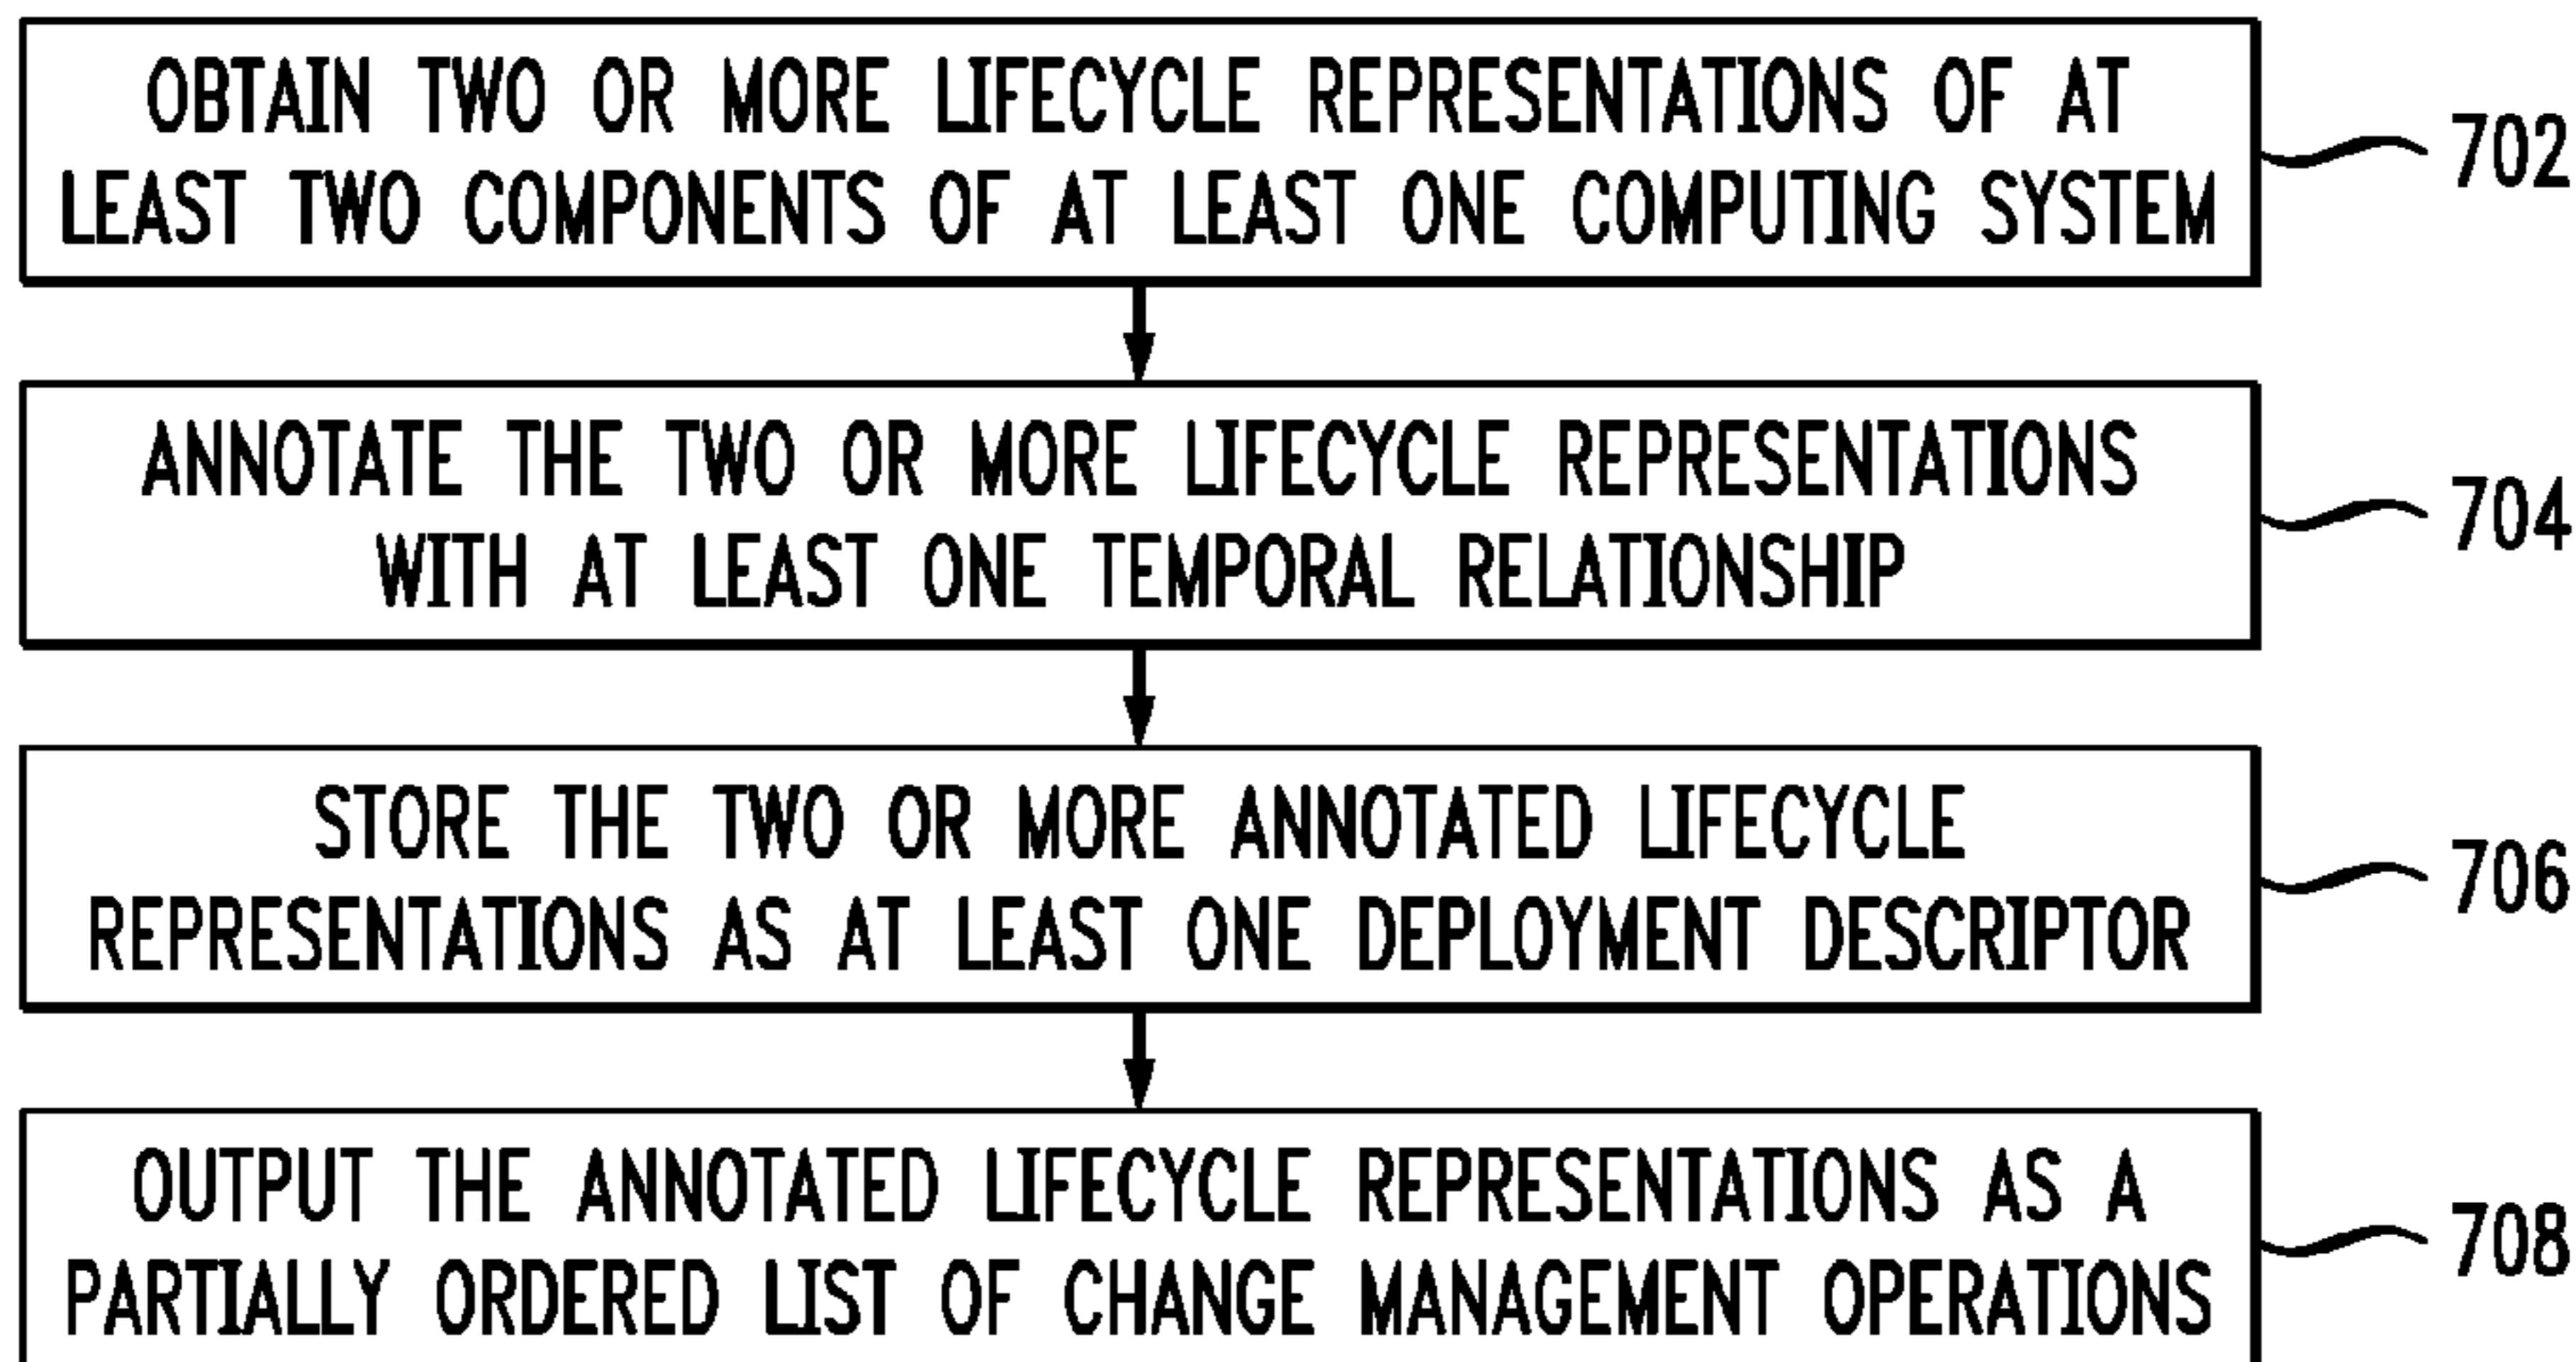 OBTAIN TWO OR MORE LIFECYCLE REPRESENTATIONS OF AT
LEAST TWO COMPONENTS OF AT LEAST ONE COMPUTING SYSTEM
702
ANNOTATE THE TWO OR MORE LIFECYCLE REPRESENTATIONS
WITH AT LEAST ONE TEMPORAL RELATIONSHIP
704
STORE THE TWO OR MORE ANNOTATED LIFECYCLE
REPRESENTATIONS AS AT LEAST ONE DEPLOYMENT DESCRIPTOR
706
OUTPUT THE ANNOTATED LIFECYCLE REPRESENTATIONS AS A
PARTIALLY ORDERED LIST OF CHANGE MANAGEMENT OPERATIONS
708